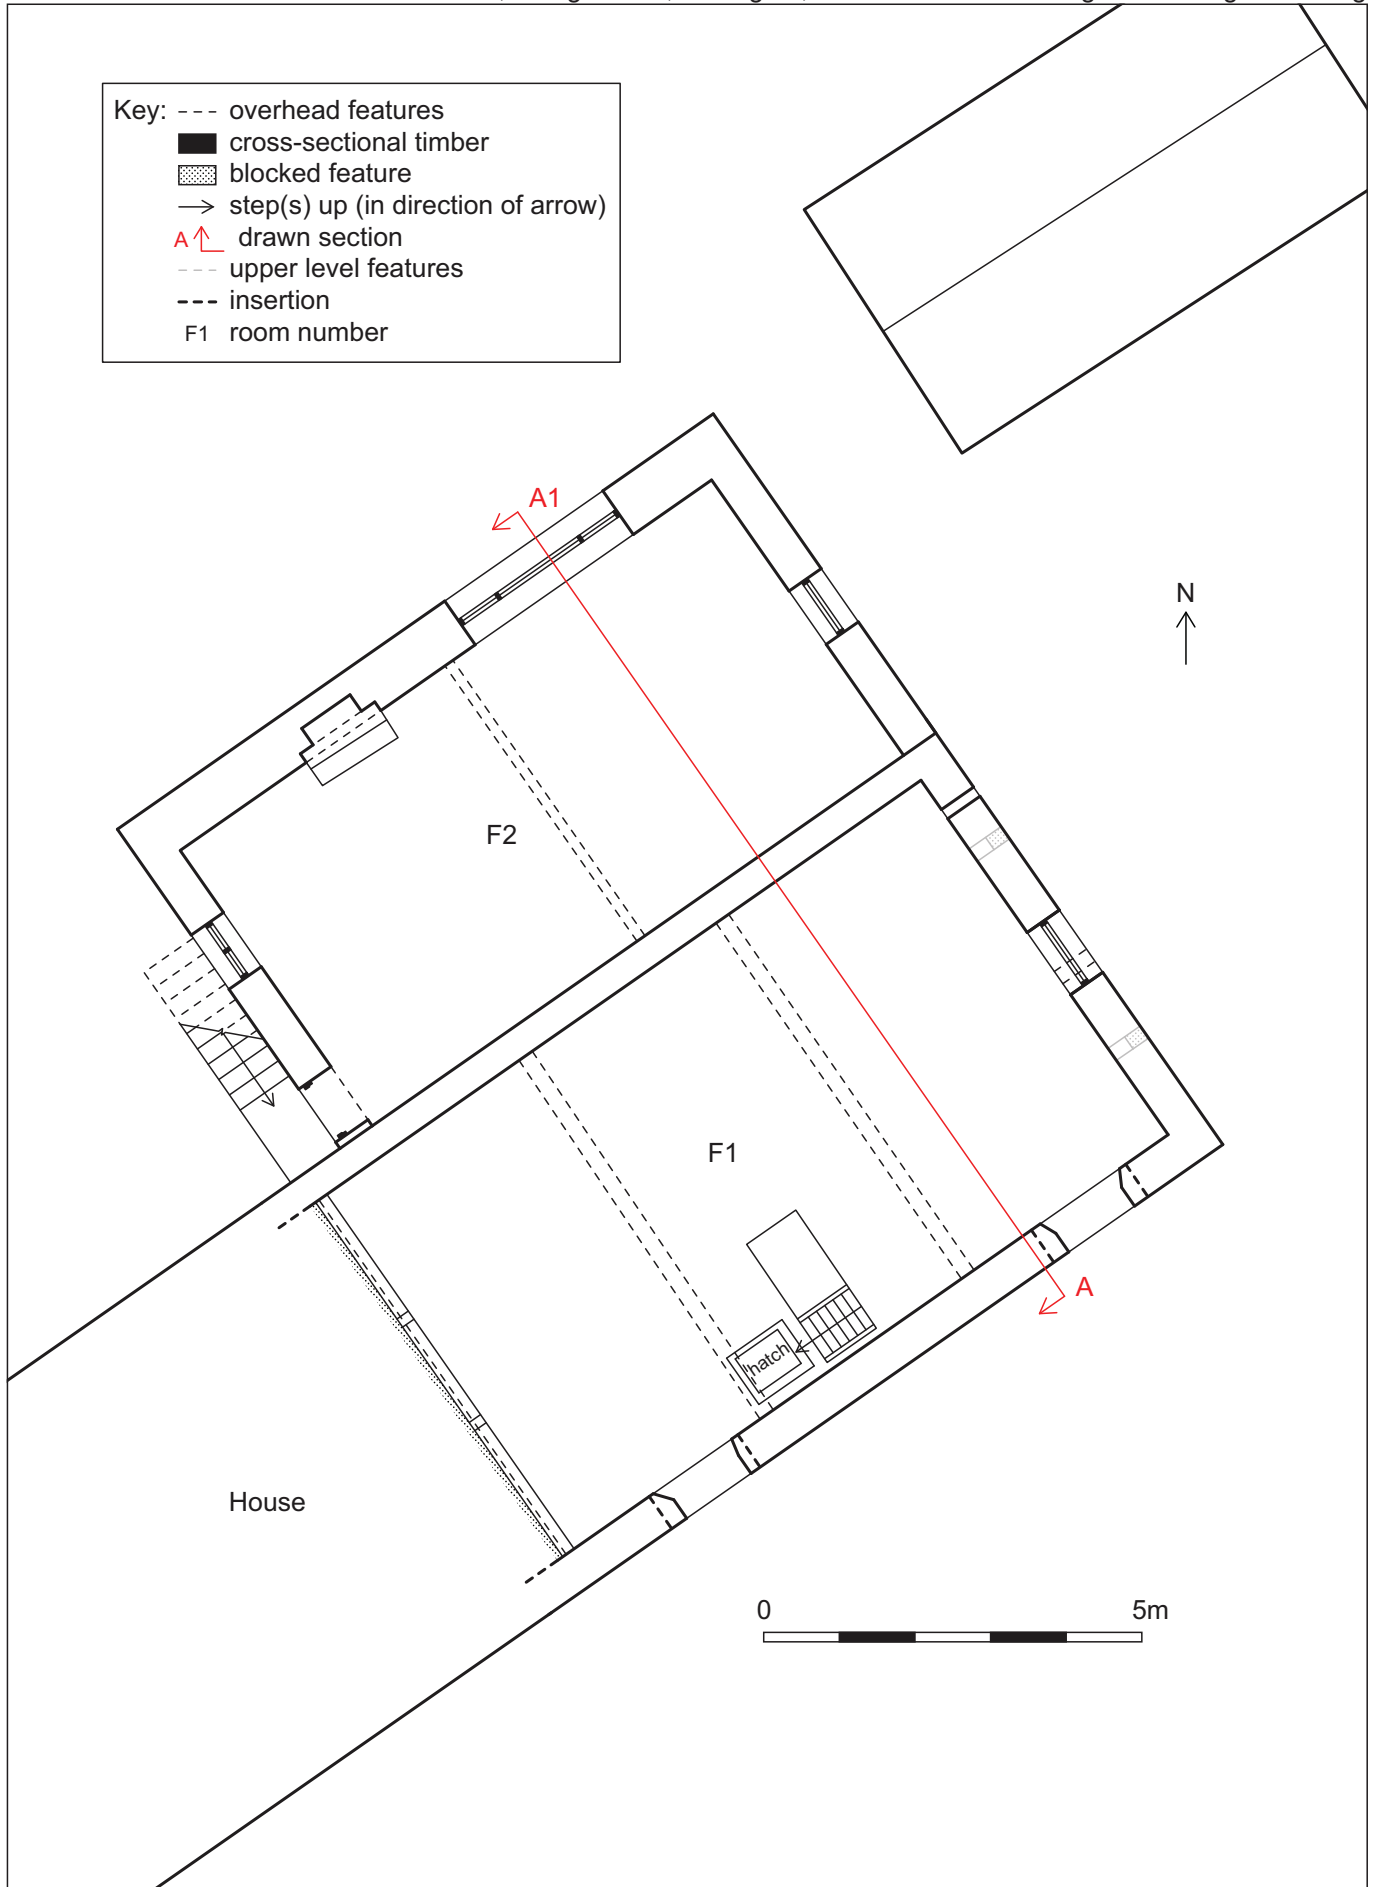 Key: overhead features
cross-sectional timber
blocked feature
step(s) up (in direction of arrow)
A drawn section
upper level features
insertion
F1 room number
A1
N
F2
F1
A
hatch
House
0 5m